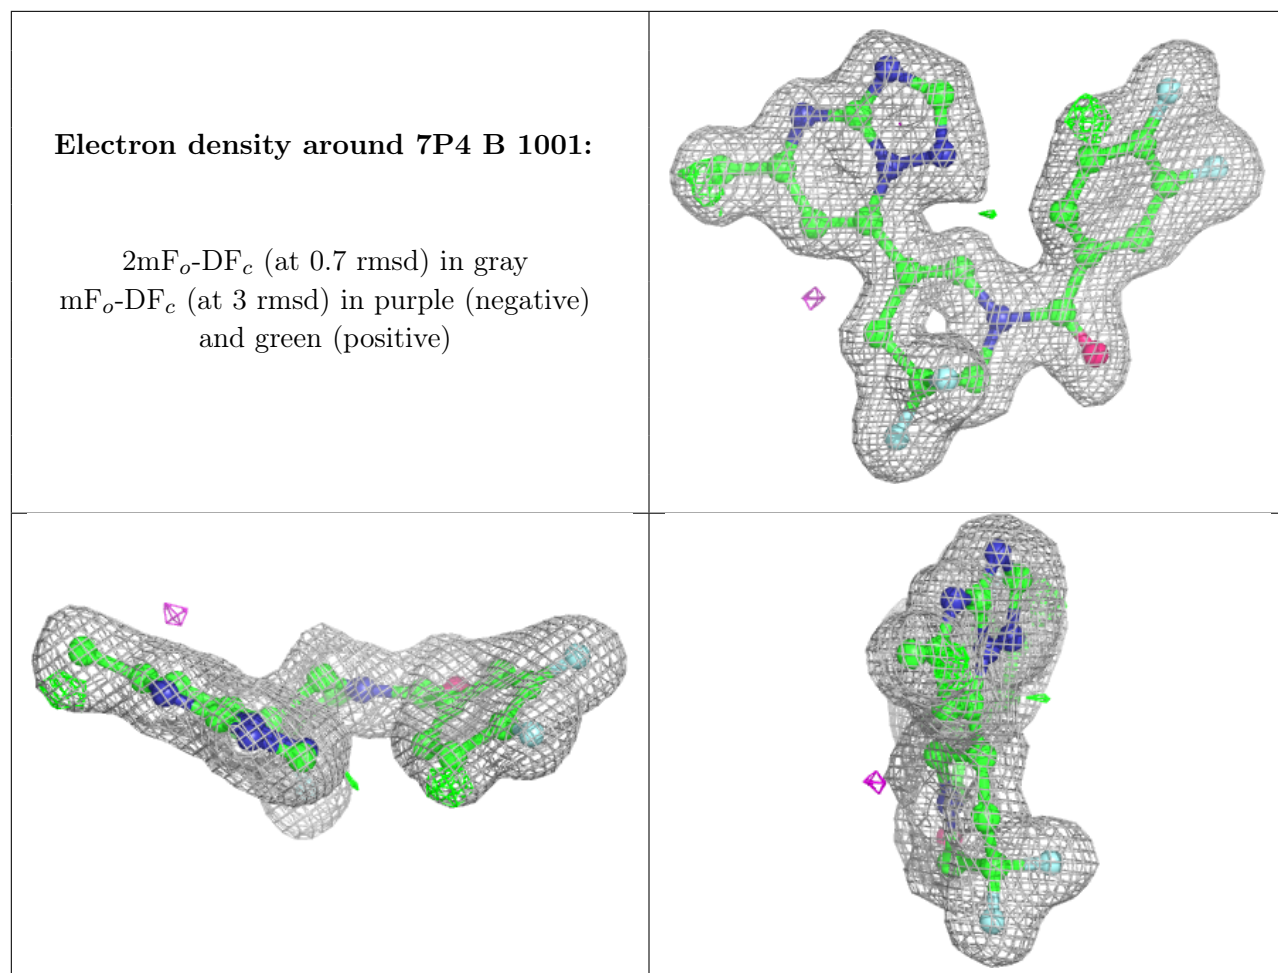 Electron density around 7P4 B 1001:
2mFo-DFc (at 0.7 rmsd) in gray
mFo-DFc (at 3 rmsd) in purple (negative)
and green (positive)